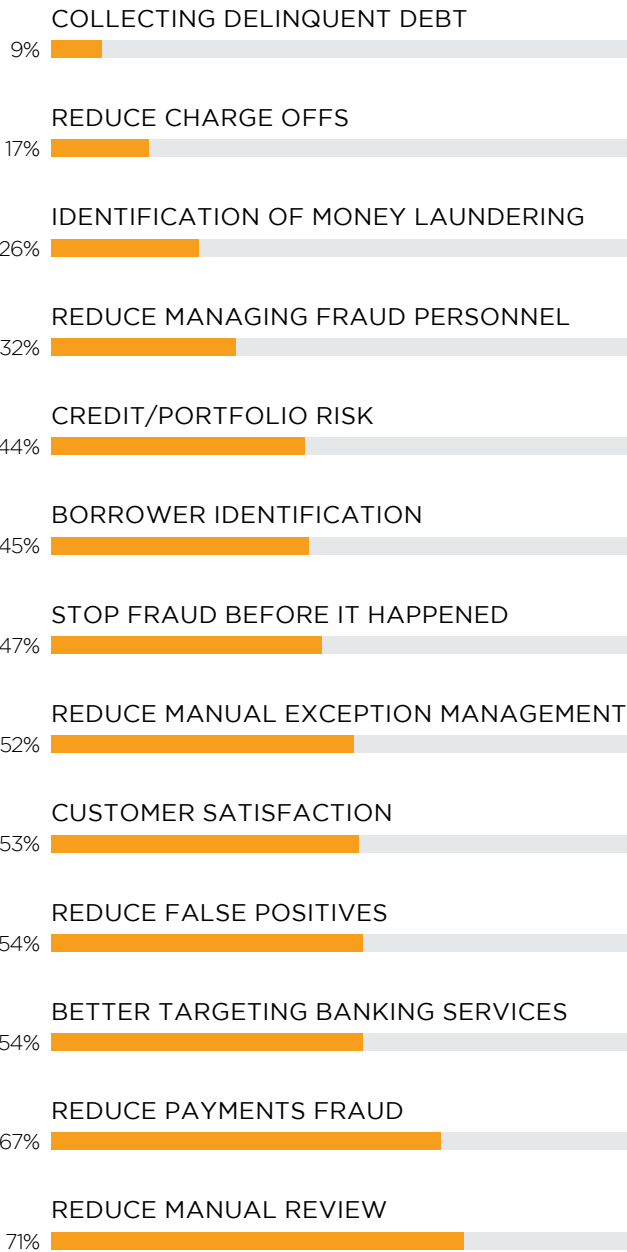 COLLECTING DELINQUENT DEBT
9%
REDUCE CHARGE OFFS
17%
IDENTIFICATION OF MONEY LAUNDERING
26%
REDUCE MANAGING FRAUD PERSONNEL
32%
CREDIT/PORTFOLIO RISK
44%
BORROWER IDENTIFICATION
45%
STOP FRAUD BEFORE IT HAPPENED
47%
REDUCE MANUAL EXCEPTION MANAGEMENT
52%
CUSTOMER SATISFACTION
53%
REDUCE FALSE POSITIVES
54%
BETTER TARGETING BANKING SERVICES
54%
REDUCE PAYMENTS FRAUD
67%
REDUCE MANUAL REVIEW
71%